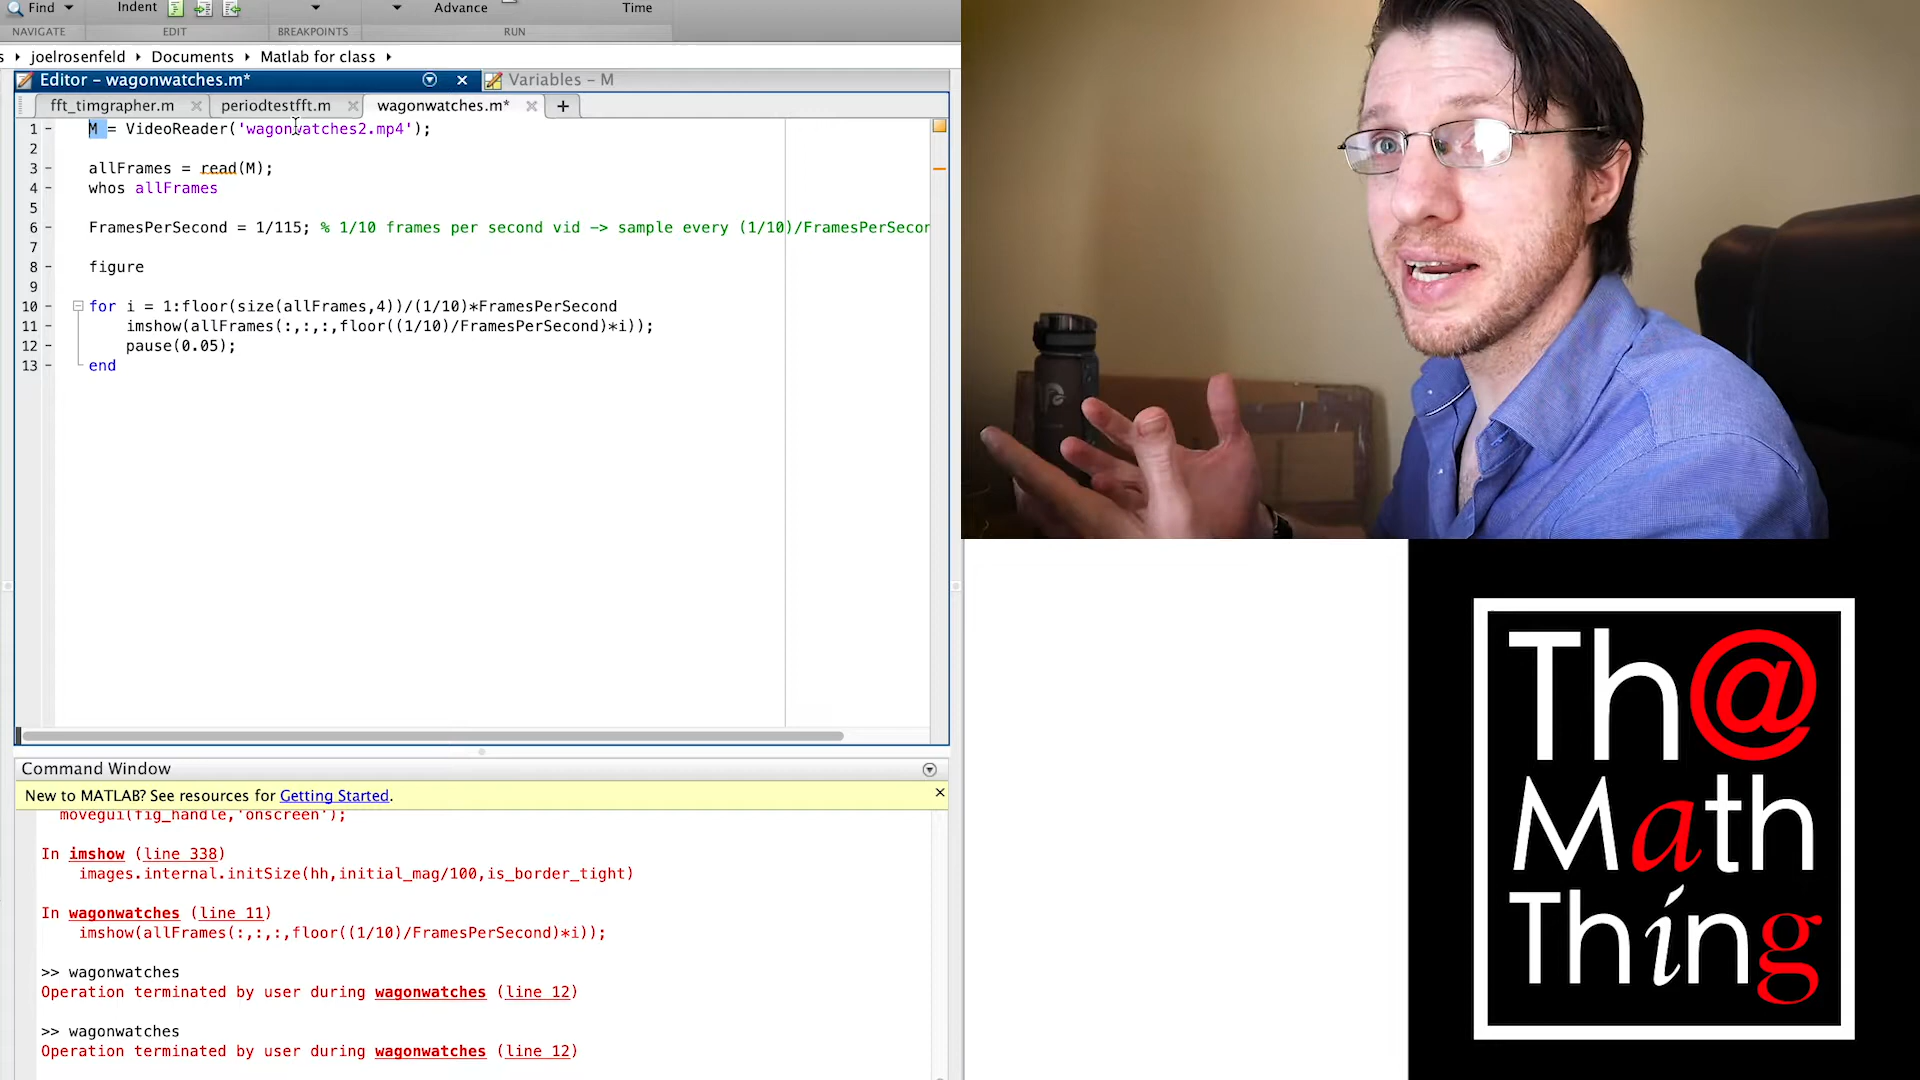 Find
Indent
Advance
Time
NAVIGATE
EDIT
BREAKPOINTS
RUN
joelrosenfeld
Documents
Matlab for class
Editor - wagonwatches.m*
Variables - M
fft_timgrapher.m
periodtestfft.m
wagonwatches.m*
1 M = VideoReader('wagonwatches2.mp4');
2
3 allFrames = read(M);
4 whos allFrames
5
6 FramesPerSecond = 1/115; % 1/10 frames per second vid -> sample every (1/10)/FramesPerSecon
7
8 figure
9
10 for i = 1:floor(size(allFrames,4))/(1/10)*FramesPerSecond
11 imshow(allFrames(:,:,:,floor((1/10)/FramesPerSecond)*i));
12 pause(0.05);
13 end
Command Window
New to MATLAB? See resources for Getting Started.
movegui(fig_handle,'onscreen');
In imshow (line 338)
images.internal.initSize(hh,initial_mag/100,is_border_tight)
In wagonwatches (line 11)
imshow(allFrames(:,:,:,floor((1/10)/FramesPerSecond)*i));
>> wagonwatches
Operation terminated by user during wagonwatches (line 12)
>> wagonwatches
Operation terminated by user during wagonwatches (line 12)
Th@
Math
Thing